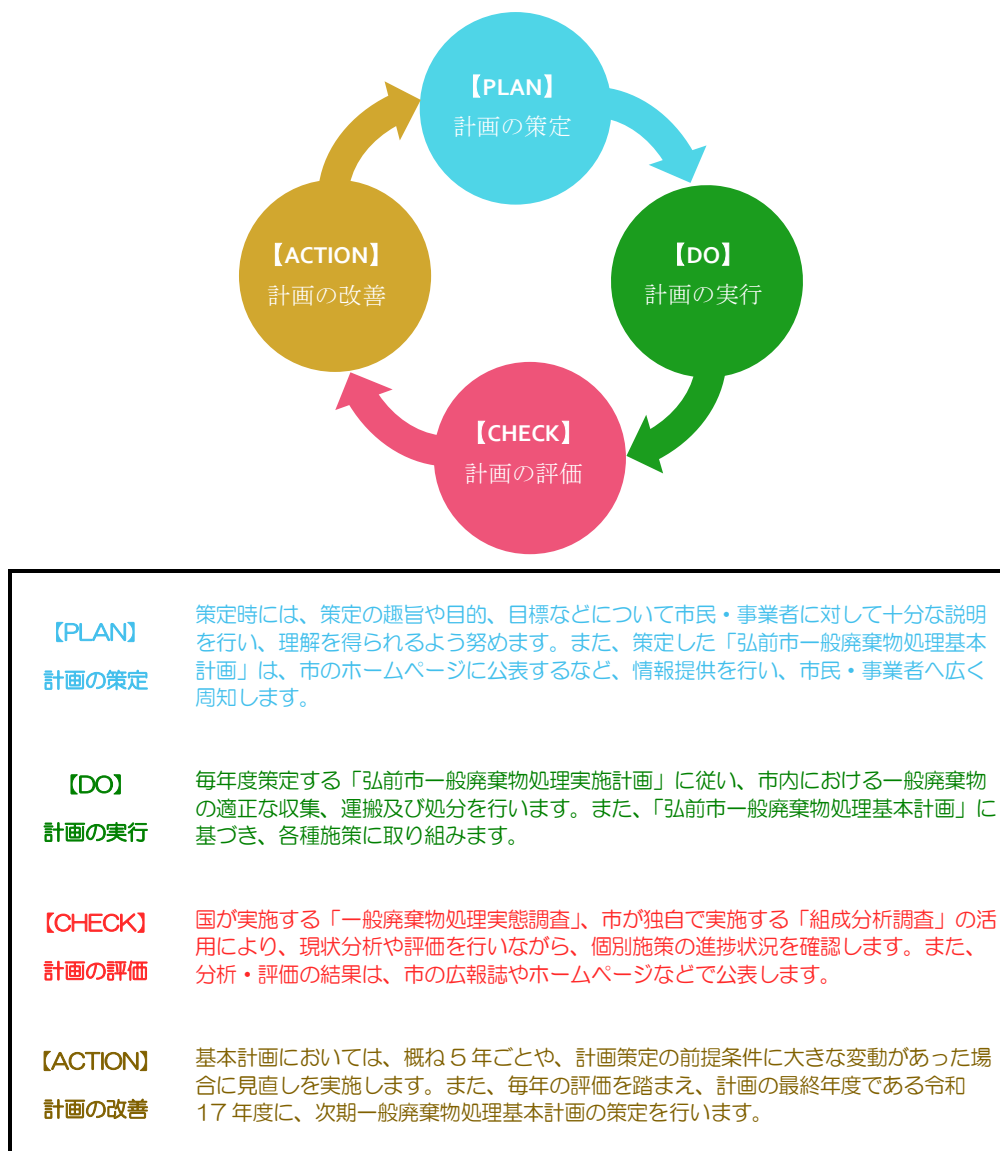 【PLAN】
計画の策定
【ACTION】
計画の改善
【DO】
計画の実行
【CHECK】
計画の評価
【PLAN】
計画の策定
策定時には、策定の趣旨や目的、目標などについて市民・事業者に対して十分な説明
を行い、理解を得られるよう努めます。また、策定した「弘前市一般廃棄物処理基本
計画」は、市のホームページに公表するなど、情報提供を行い、市民・事業者へ広く
周知します。
【DO】
計画の実行
毎年度策定する「弘前市一般廃棄物処理実施計画」に従い、市内における一般廃棄物
の適正な収集、運搬及び処分を行います。また、「弘前市一般廃棄物処理基本計画」に
基づき、各種施策に取り組みます。
【CHECK】
計画の評価
国が実施する「一般廃棄物処理実態調査」、市が独自で実施する「組成分析調査」の活
用により、現状分析や評価を行いながら、個別施策の進捗状況を確認します。また、
分析・評価の結果は、市の広報誌やホームページなどで公表します。
【ACTION】
計画の改善
基本計画においては、概ね５年ごとや、計画策定の前提条件に大きな変動があった場
合に見直しを実施します。また、毎年の評価を踏まえ、計画の最終年度である令和
17 年度に、次期一般廃棄物処理基本計画の策定を行います。